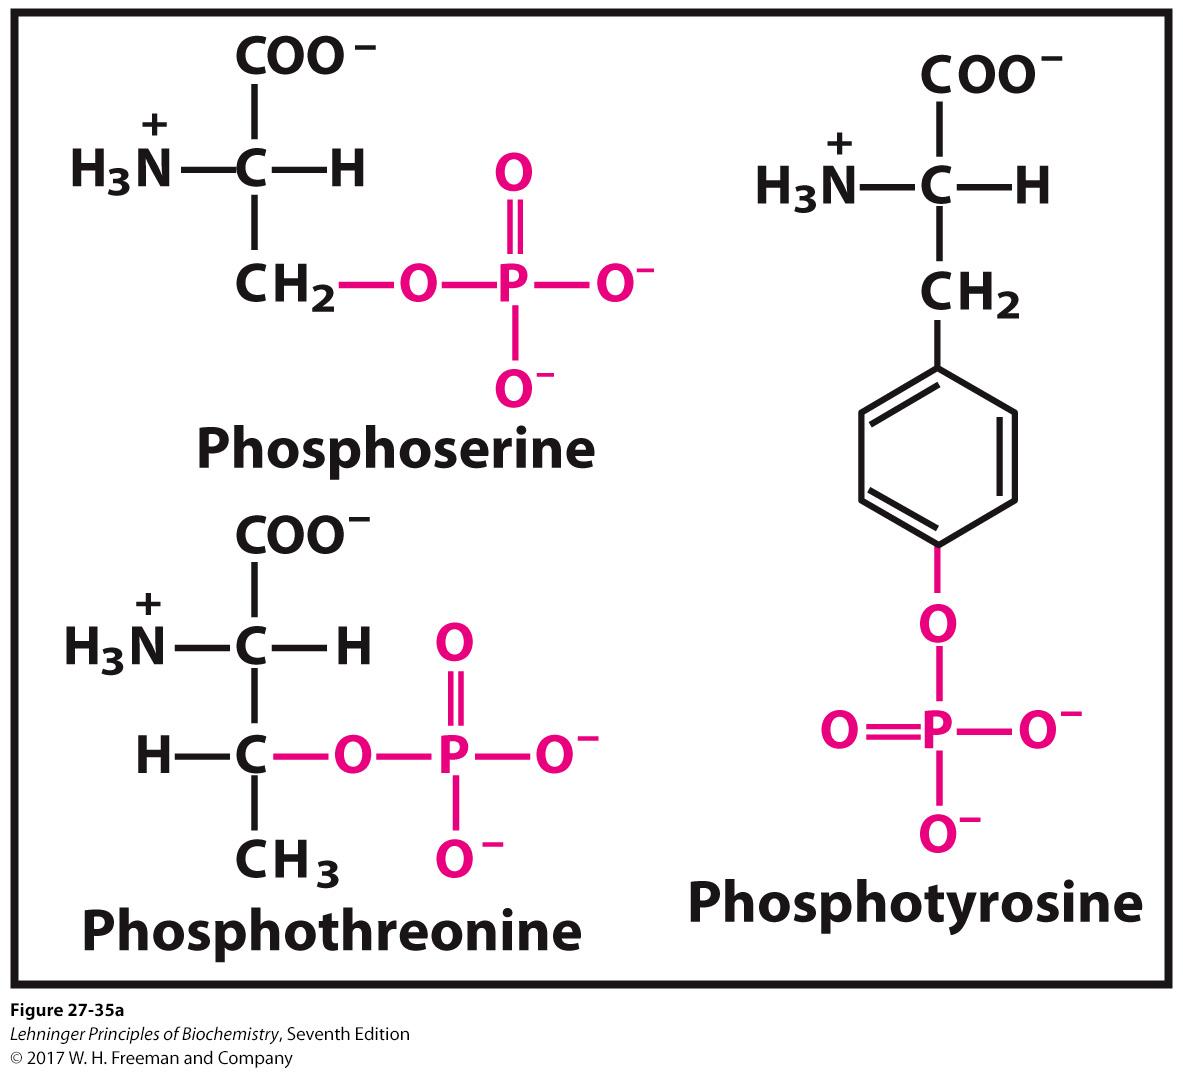 COO⁻
H₃N⁺ C H
O
CH₂ O P O⁻
O⁻
Phosphoserine
COO⁻
H₃N⁺ C H
O
H C O P O⁻
CH₃ O⁻
Phosphothreonine
COO⁻
H₃N⁺ C H
CH₂
O
O P O⁻
O⁻
Phosphotyrosine
Figure 27-35a
Lehninger Principles of Biochemistry, Seventh Edition
© 2017 W. H. Freeman and Company